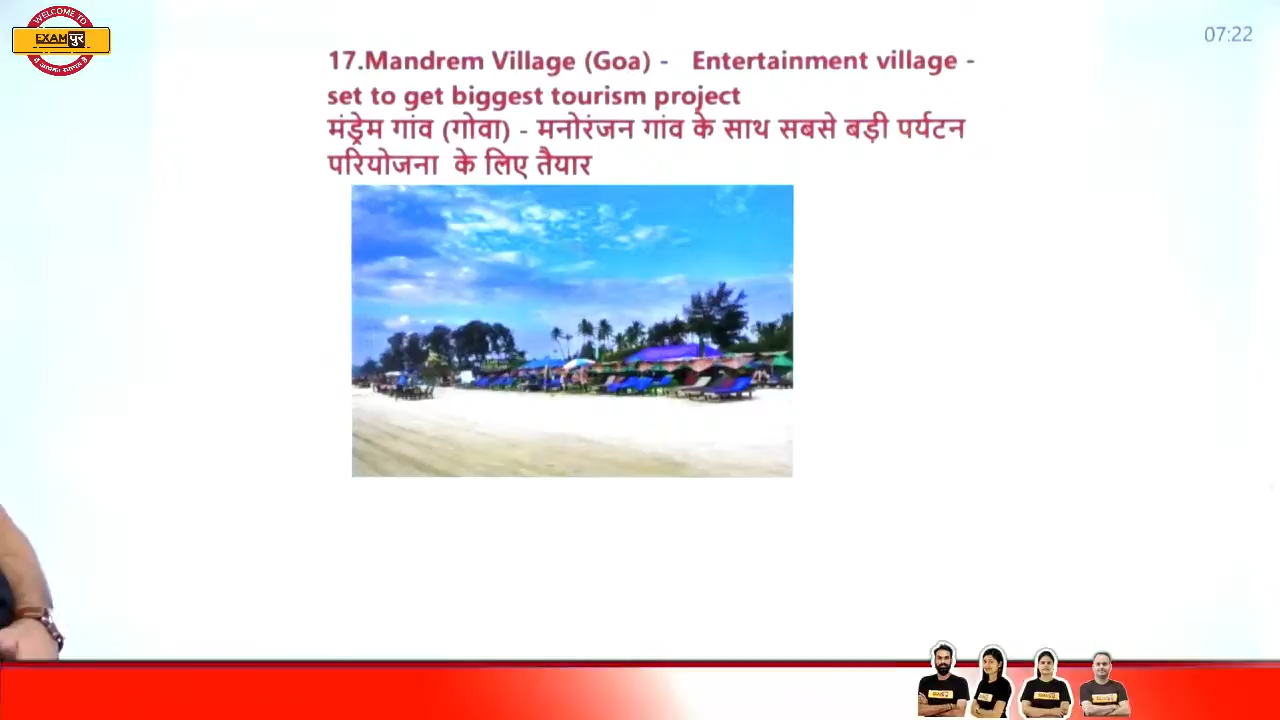 WELCOME TO
EXAMपुर
07:22
17.Mandrem Village (Goa) - Entertainment village -
set to get biggest tourism project
मंड्रेम गांव (गोवा) - मनोरंजन गांव के साथ सबसे बड़ी पर्यटन
परियोजना के लिए तैयार